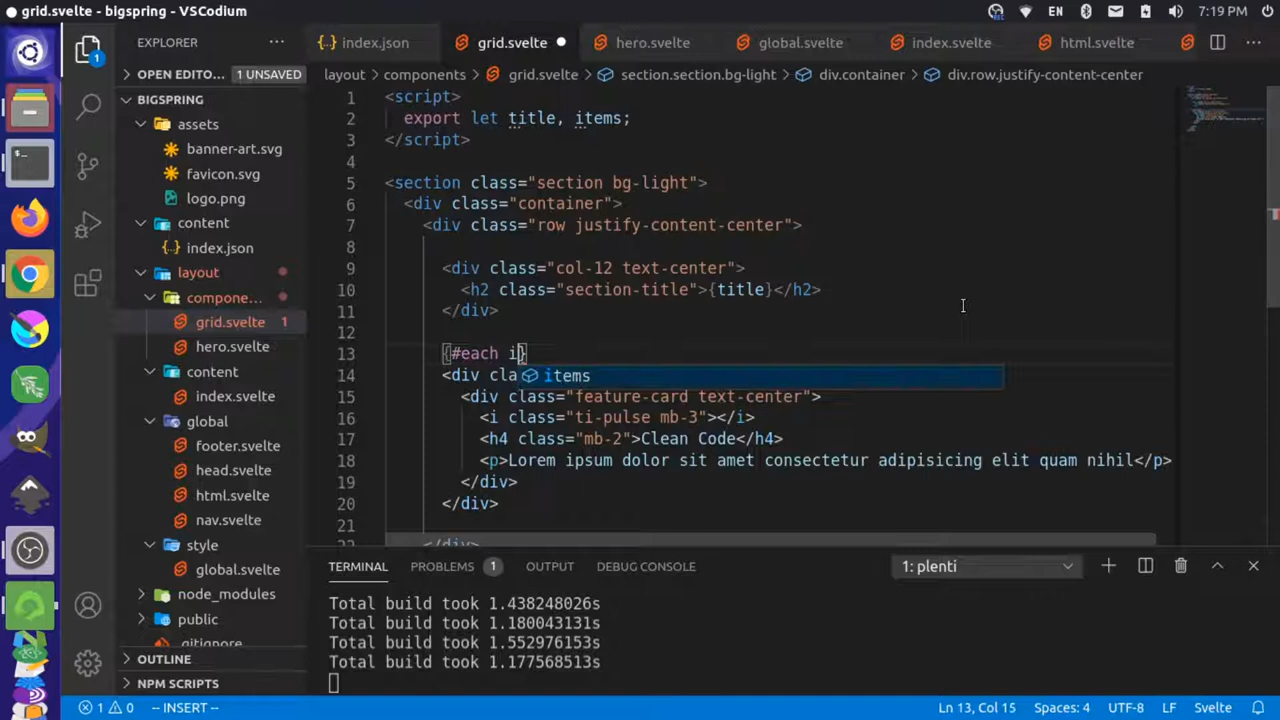 grid.svelte - bigspring - VSCodium
EN
7:19 PM
EXPLORER
index.json
grid.svelte
hero.svelte
global.svelte
index.svelte
html.svelte
OPEN EDITO... 1 UNSAVED
layout > components > grid.svelte > section.section.bg-light > div.container > div.row.justify-content-center
BIGSPRING
assets
banner-art.svg
favicon.svg
logo.png
content
index.json
layout
compone...
grid.svelte 1
hero.svelte
content
index.svelte
global
footer.svelte
head.svelte
html.svelte
nav.svelte
style
global.svelte
node_modules
public
.gitignore
OUTLINE
NPM SCRIPTS
1 <script>
2 export let title, items;
3 </script>
4
5 <section class="section bg-light">
6 <div class="container">
7 <div class="row justify-content-center">
8
9 <div class="col-12 text-center">
10 <h2 class="section-title">{title}</h2>
11 </div>
12
13 {#each i}
14 <div cla
items
15 <div class="feature-card text-center">
16 <i class="ti-pulse mb-3"></i>
17 <h4 class="mb-2">Clean Code</h4>
18 <p>Lorem ipsum dolor sit amet consectetur adipisicing elit quam nihil</p>
19 </div>
20 </div>
21
22 </div>
TERMINAL
PROBLEMS 1
OUTPUT
DEBUG CONSOLE
1: plenti
Total build took 1.438248026s
Total build took 1.180043131s
Total build took 1.552976153s
Total build took 1.177568513s
1 0
-- INSERT --
Ln 13, Col 15
Spaces: 4
UTF-8
LF
Svelte